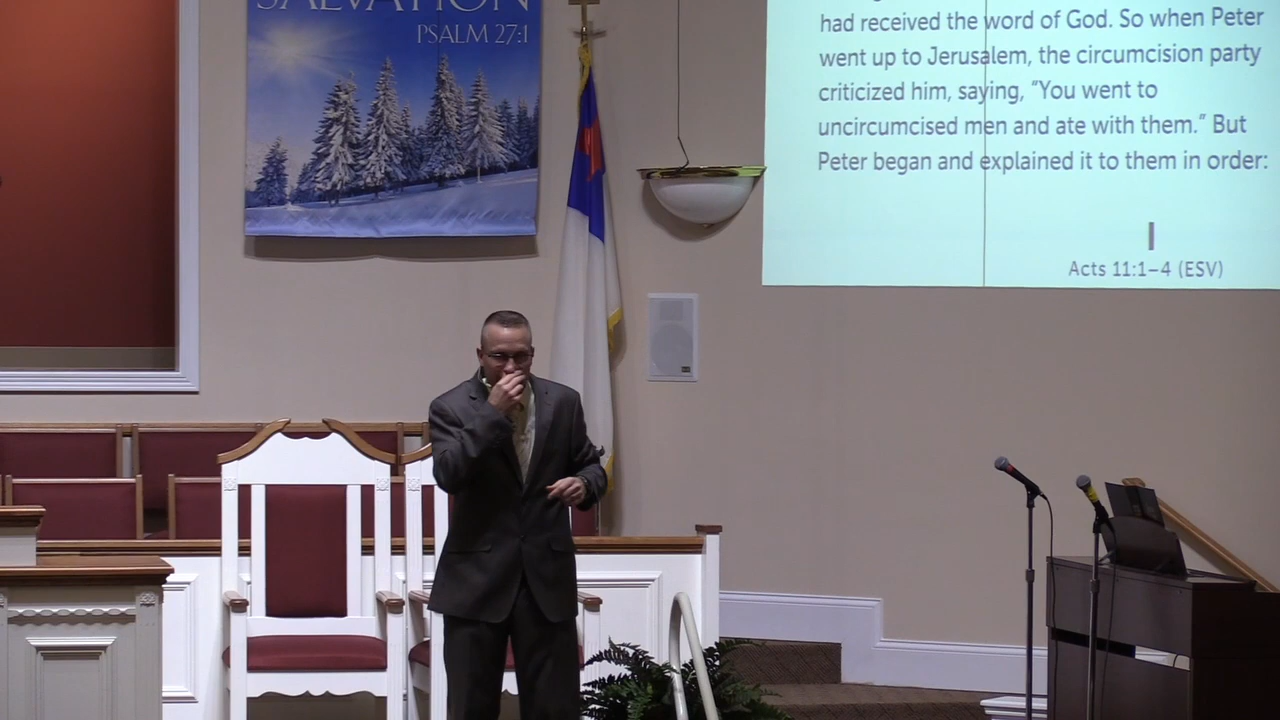 SALVATION
PSALM 27:1
had received the word of God. So when Peter
went up to Jerusalem, the circumcision party
criticized him, saying, “You went to
uncircumcised men and ate with them.” But
Peter began and explained it to them in order:
Acts 11:1–4 (ESV)